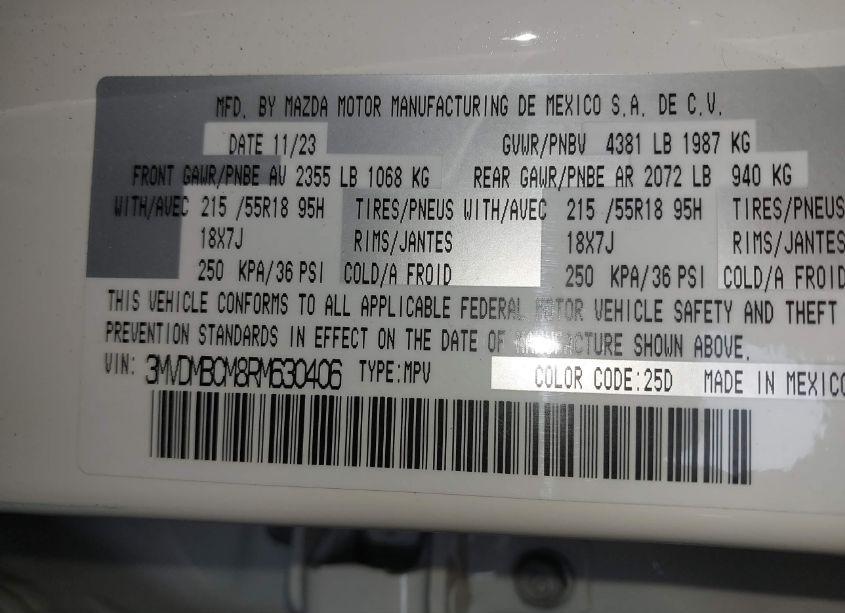 MFD. BY MAZDA MOTOR MANUFACTURING DE MEXICO S.A. DE C.V.
DATE 11/23 GVWR/PNBV 4381 LB 1987 KG
FRONT GAWR/PNBE AV 2355 LB 1068 KG REAR GAWR/PNBE AR 2072 LB 940 KG
WITH/AVEC 215 /55R18 95H TIRES/PNEUS WITH/AVEC 215 /55R18 95H TIRES/PNEUS
18X7J RIMS/JANTES 18X7J RIMS/JANTES
250 KPA/36 PSI COLD/A FROID 250 KPA/36 PSI COLD/A FROID
THIS VEHICLE CONFORMS TO ALL APPLICABLE FEDERAL MOTOR VEHICLE SAFETY AND THEFT
PREVENTION STANDARDS IN EFFECT ON THE DATE OF MANUFACTURE SHOWN ABOVE.
VIN: 3MVDMBCM8RM630406 TYPE:MPV COLOR CODE:25D MADE IN MEXICO